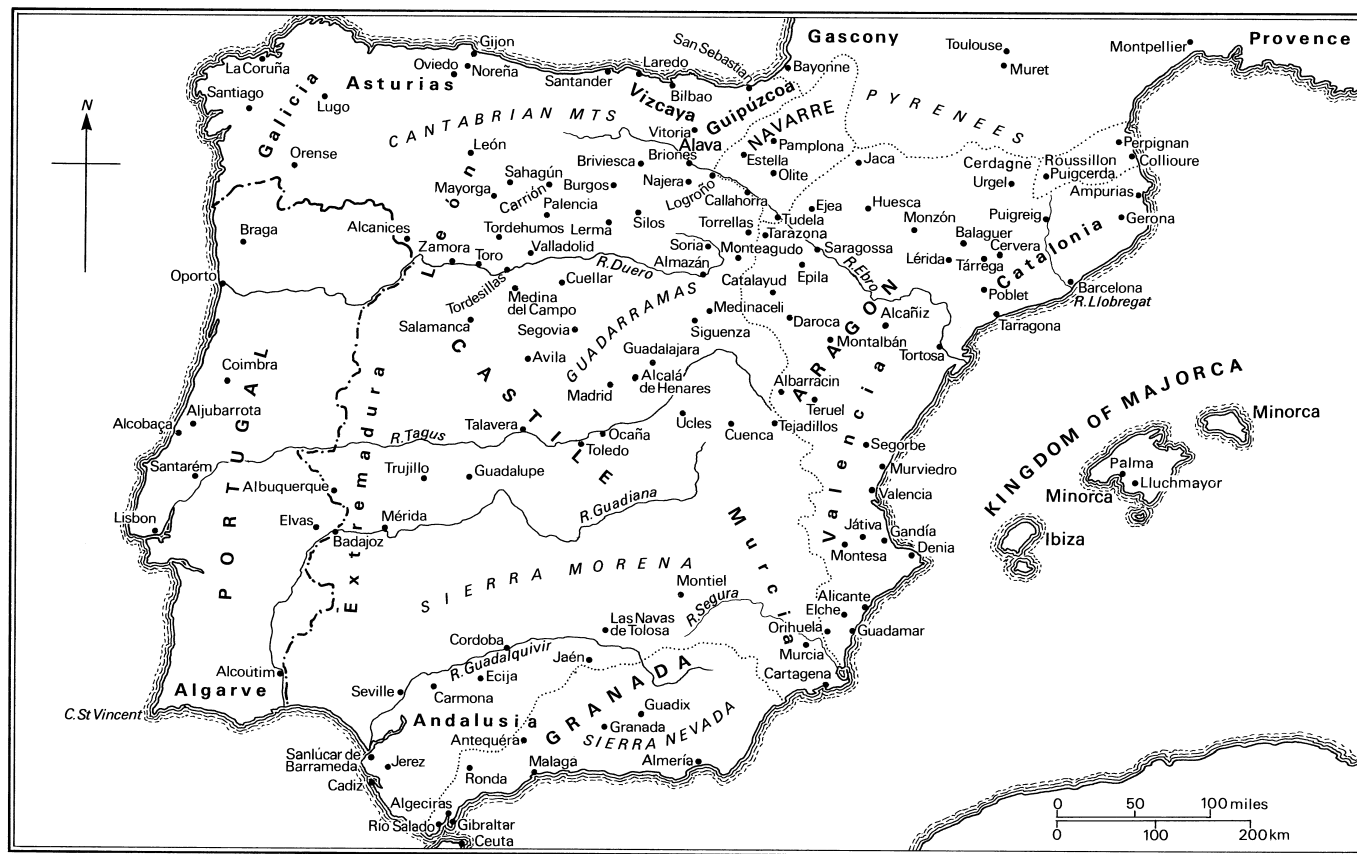 Gascony
Provence
Toulouse
Muret
Montpellier
Gijon
Oviedo
Noreña
La Coruña
Asturias
Santander
Laredo
San Sebastian
Bayonne
Santiago
Lugo
Galicia
Bilbao
Vizcaya
Guipúzcoa
NAVARRE
PYRENEES
N
CANTABRIAN MTS
Vitoria
Alava
Pamplona
Orense
León
Briviesca
Briones
Estella
Olite
Jaca
Cerdagne
Urgel
Roussillon
Puigcerda
Perpignan
Collioure
Ampurias
Sahagún
Mayorga
Carrión
Burgos
Najera
Logroño
Callahorra
Palencia
Silos
Torrellas
Ejea
Huesca
Tudela
Monzón
Puigreig
Gerona
Braga
Alcanices
Tordehumos
Lerma
Tarazona
Balaguer
Cervera
Catalonia
León
Zamora
Toro
Valladolid
Soria
Monteagudo
Saragossa
Lérida
Tárrega
Oporto
Tordesillas
Cuellar
R.Duero
Almazán
Epila
R.Ebro
Barcelona
R.Llobregat
Medina
del Campo
Catalayud
Poblet
Salamanca
Segovia
GUADARRAMAS
Medinaceli
Siguenza
Daroca
Alcañiz
Tarragona
ARAGON
Montalbán
Tortosa
Coimbra
CASTILE
Avila
Guadalajara
Alcalá
de Henares
Madrid
Albarracin
Teruel
KINGDOM OF MAJORCA
Minorca
PORTUGAL
Extremadura
Aljubarrota
Alcobaça
R.Tagus
Talavera
Ocaña
Toledo
Ucles
Cuenca
Tejadillos
Valencia
Segorbe
Santarém
Trujillo
Guadalupe
Murviedro
Palma
Lluchmayor
Minorca
Albuquerque
R.Guadiana
Valencia
Lisbon
Elvas
Badajoz
Mérida
Murcia
Játiva
Gandía
Montesa
Denia
Ibiza
SIERRA MORENA
Montiel
R.Segura
Alicante
Elche
Las Navas
de Tolosa
Orihuela
Guadamar
Cordoba
R.Guadalquivir
Jaén
Murcia
Alcoutim
Algarve
Seville
Carmona
Ecija
GRANADA
Cartagena
C.St Vincent
Andalusia
Guadix
Granada
SIERRA NEVADA
Antequéra
Sanlúcar de
Barrameda
Jerez
Ronda
Malaga
Almería
Cadiz
Algeciras
Rio Salado
Gibraltar
Ceuta
0 50 100 miles
0 100 200 km